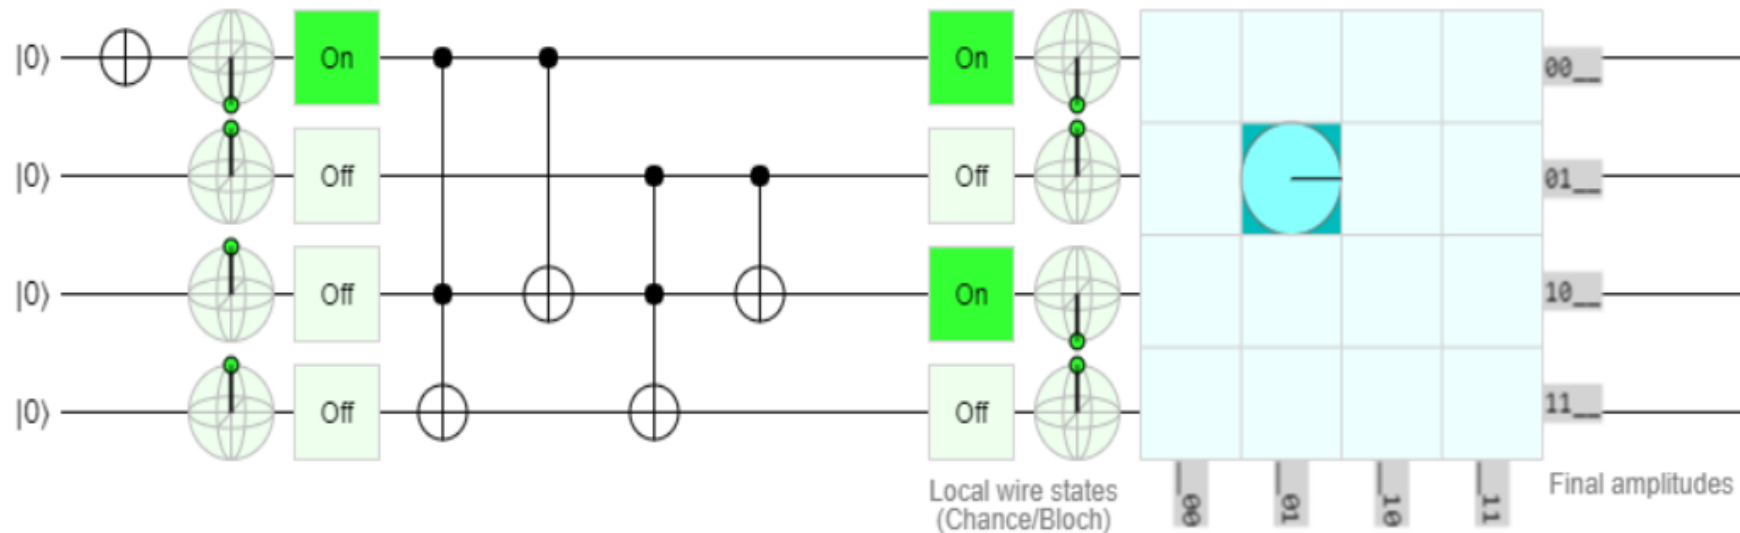 |0⟩ On On 00__
|0⟩ Off Off 01__
|0⟩ Off On 10__
|0⟩ Off Off 11__
Local wire states
(Chance/Bloch)
__00 __01 __10 __11
Final amplitudes